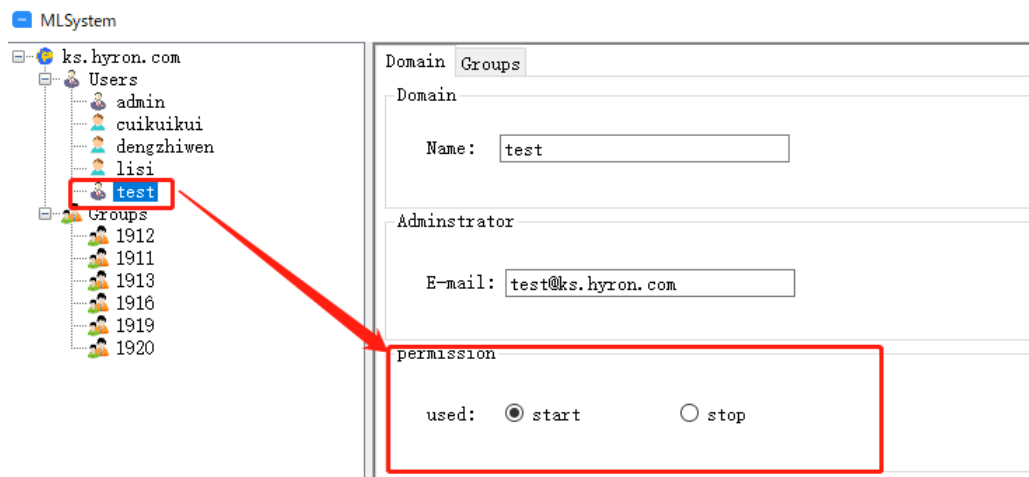 MLSystem
ks.hyron.com
Users
admin
cuikuikui
dengzhiwen
lisi
test
Groups
1912
1911
1913
1916
1919
1920
Domain Groups
Domain
Name: test
Adminstrator
E-mail: test@ks.hyron.com
permission
used: start stop